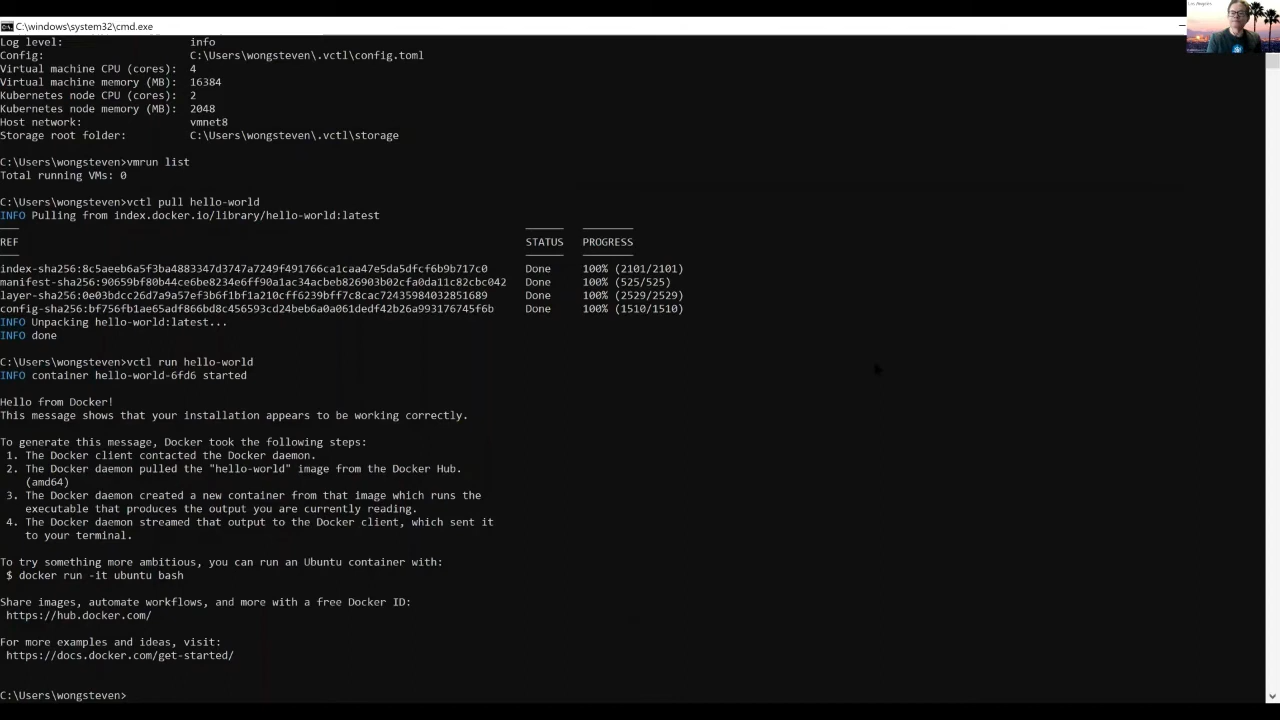 C:\windows\system32\cmd.exe
Log level: info
Config: C:\Users\wongsteven\.vctl\config.toml
Virtual machine CPU (cores): 4
Virtual machine memory (MB): 16384
Kubernetes node CPU (cores): 2
Kubernetes node memory (MB): 2048
Host network: vmnet8
Storage root folder: C:\Users\wongsteven\.vctl\storage
C:\Users\wongsteven>vmrun list
Total running VMs: 0
C:\Users\wongsteven>vctl pull hello-world
INFO Pulling from index.docker.io/library/hello-world:latest
REF STATUS PROGRESS
index-sha256:8c5aeeb6a5f3ba4883347d3747a7249f491766ca1caa47e5da5dfcf6b9b717c0 Done 100% (2101/2101)
manifest-sha256:90659bf80b44ce6be8234e6ff90a1ac34acbeb826903b02cfa0da11c82cbc042 Done 100% (525/525)
layer-sha256:0e03bdcc26d7a9a57ef3b6f1bf1a210cff6239bff7c8cac72435984032851689 Done 100% (2529/2529)
config-sha256:bf756fb1ae65adf866bd8c456593cd24beb6a0a061dedf42b26a993176745f6b Done 100% (1510/1510)
INFO Unpacking hello-world:latest...
INFO done
C:\Users\wongsteven>vctl run hello-world
INFO container hello-world-6fd6 started
Hello from Docker!
This message shows that your installation appears to be working correctly.
To generate this message, Docker took the following steps:
1. The Docker client contacted the Docker daemon.
2. The Docker daemon pulled the "hello-world" image from the Docker Hub.
(amd64)
3. The Docker daemon created a new container from that image which runs the
executable that produces the output you are currently reading.
4. The Docker daemon streamed that output to the Docker client, which sent it
to your terminal.
To try something more ambitious, you can run an Ubuntu container with:
$ docker run -it ubuntu bash
Share images, automate workflows, and more with a free Docker ID:
https://hub.docker.com/
For more examples and ideas, visit:
https://docs.docker.com/get-started/
C:\Users\wongsteven>